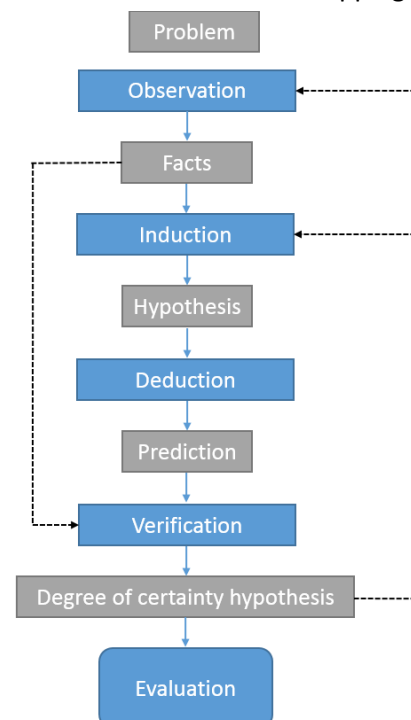 Problem
Observation
Facts
Induction
Hypothesis
Deduction
Prediction
Verification
Degree of certainty hypothesis
Evaluation